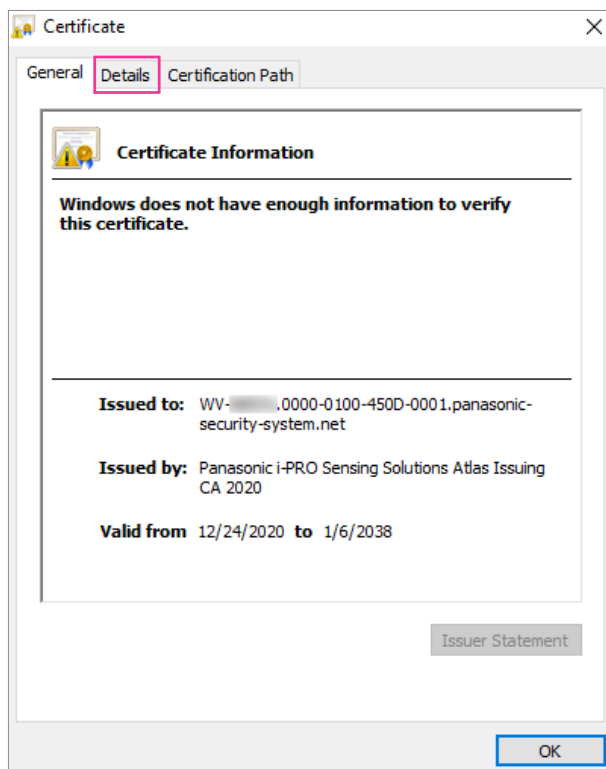 Certificate
General Details Certification Path
Certificate Information
Windows does not have enough information to verify
this certificate.
Issued to: WV- .0000-0100-450D-0001.panasonic-
security-system.net
Issued by: Panasonic i-PRO Sensing Solutions Atlas Issuing
CA 2020
Valid from 12/24/2020 to 1/6/2038
Issuer Statement
OK